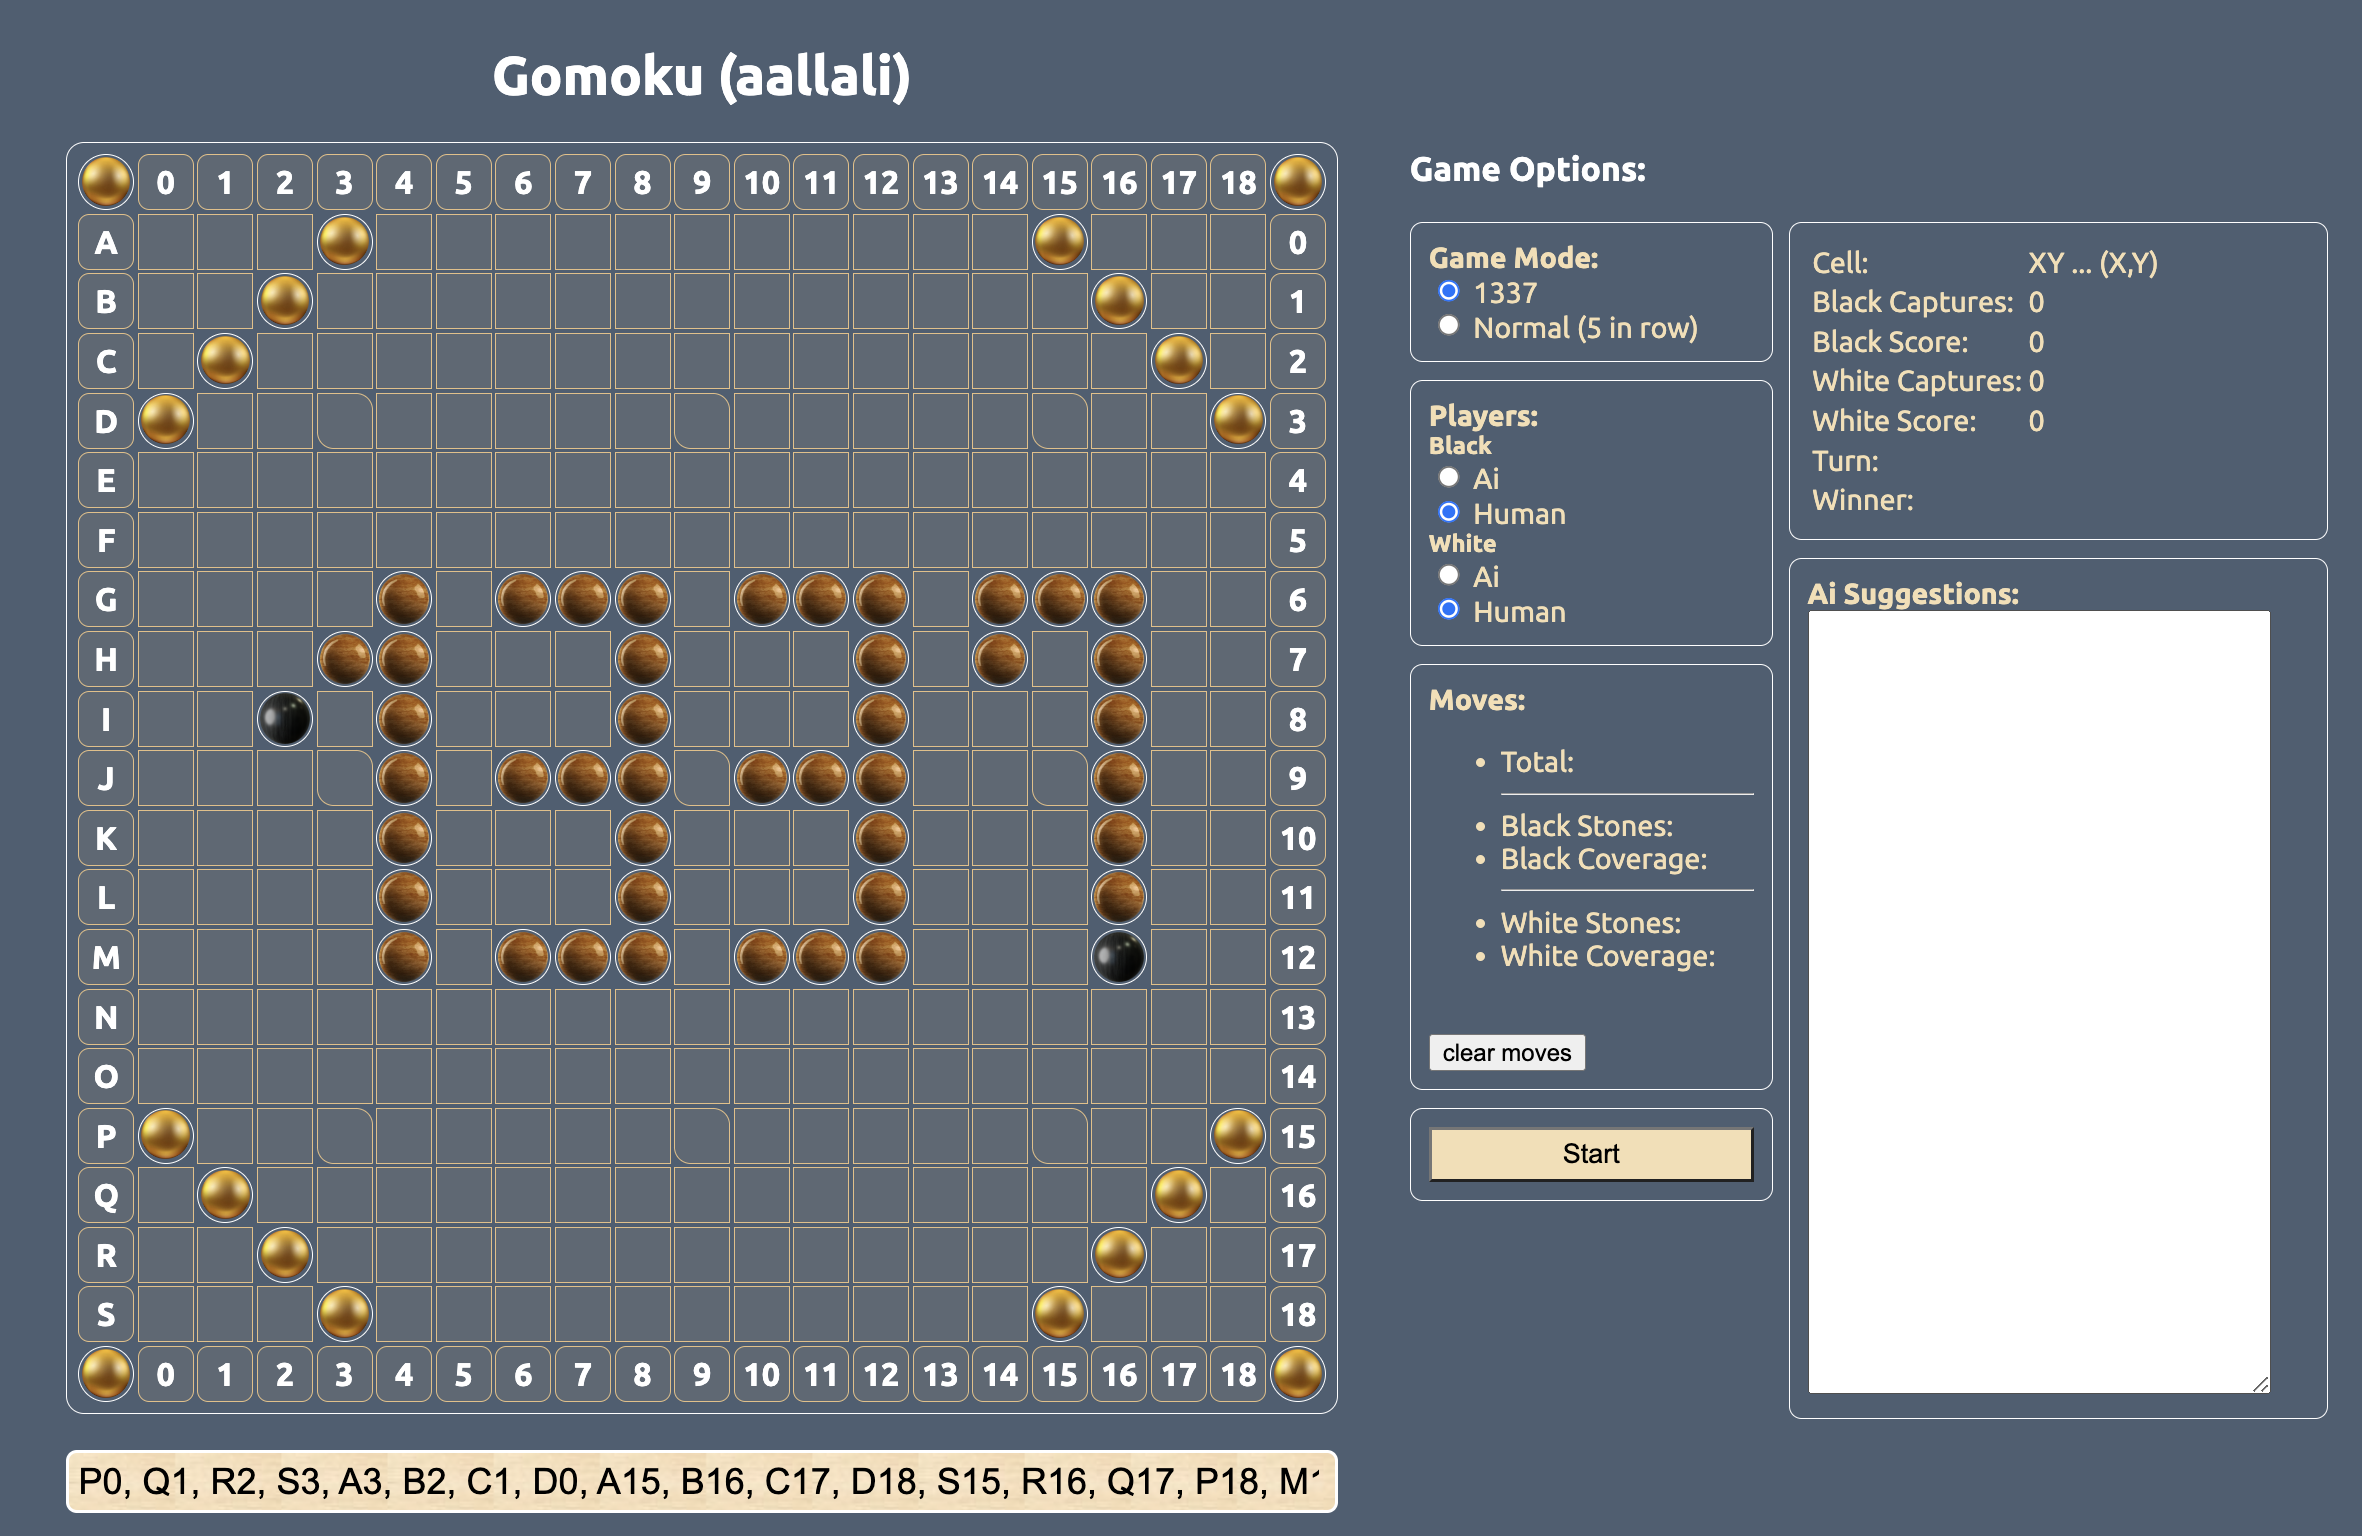 Gomoku (aallali)
0 1 2 3 4 5 6 7 8 9 10 11 12 13 14 15 16 17 18
A 0
B 1
C 2
D 3
E 4
F 5
G 6
H 7
I 8
J 9
K 10
L 11
M 12
N 13
O 14
P 15
Q 16
R 17
S 18
0 1 2 3 4 5 6 7 8 9 10 11 12 13 14 15 16 17 18
P0, Q1, R2, S3, A3, B2, C1, D0, A15, B16, C17, D18, S15, R16, Q17, P18,
Game Options:
Game Mode:
1337
Normal (5 in row)
Players:
Black
Ai
Human
White
Ai
Human
Moves:
• Total:
• Black Stones:
• Black Coverage:
• White Stones:
• White Coverage:
clear moves
Start
Cell: XY ... (X,Y)
Black Captures: 0
Black Score: 0
White Captures: 0
White Score: 0
Turn:
Winner:
Ai Suggestions: